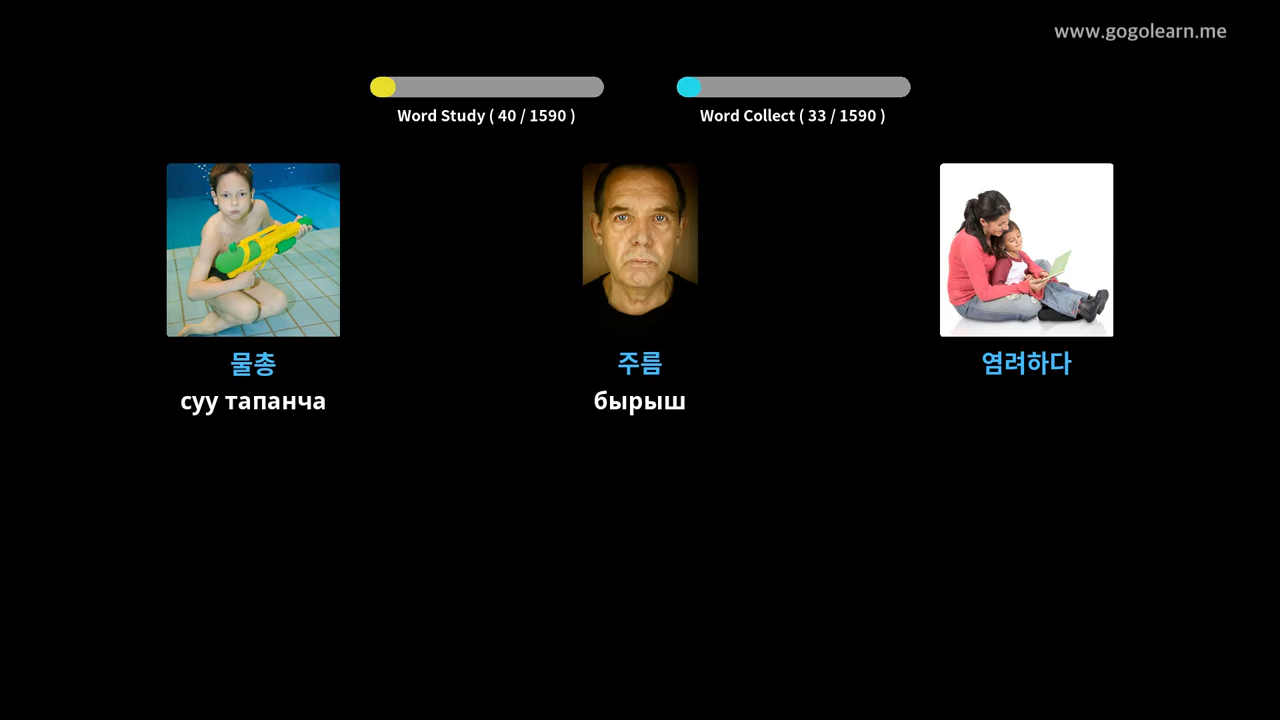 www.gogolearn.me
Word Study ( 40 / 1590 )
Word Collect ( 33 / 1590 )
물총
주름
염려하다
суу тапанча
бырыш